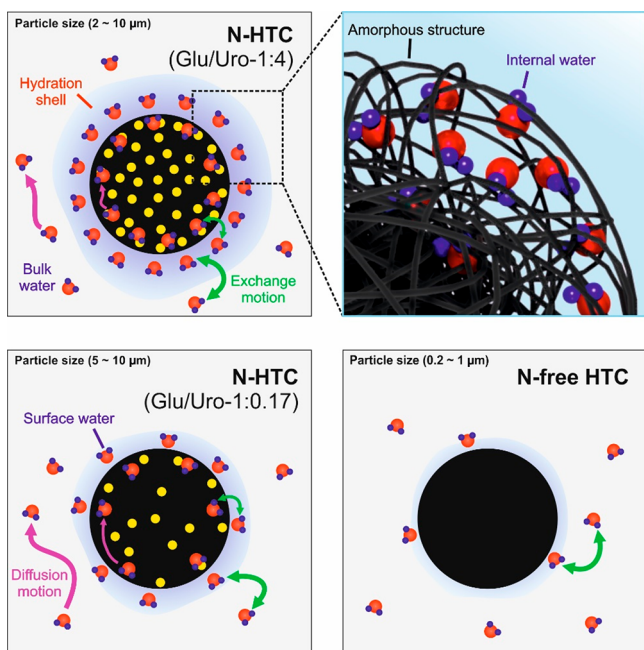 Particle size (2 ~ 10 μm)
N-HTC
(Glu/Uro-1:4)
Hydration
shell
Bulk
water
Exchange
motion
Amorphous structure
Internal water
Particle size (5 ~ 10 μm)
N-HTC
(Glu/Uro-1:0.17)
Surface water
Diffusion
motion
Particle size (0.2 ~ 1 μm)
N-free HTC